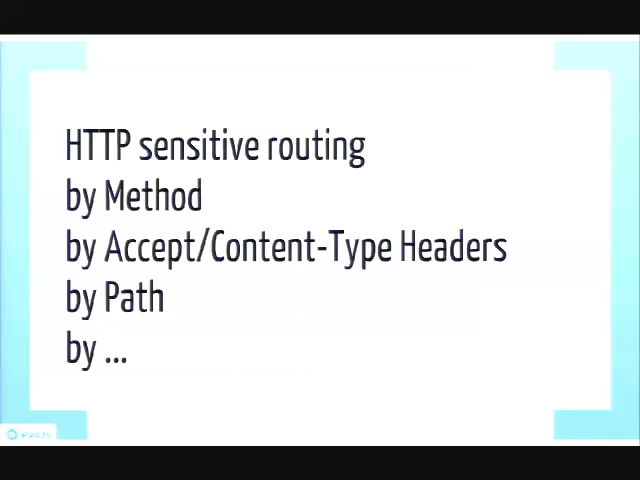 HTTP sensitive routing
by Method
by Accept/Content-Type Headers
by Path
by ...